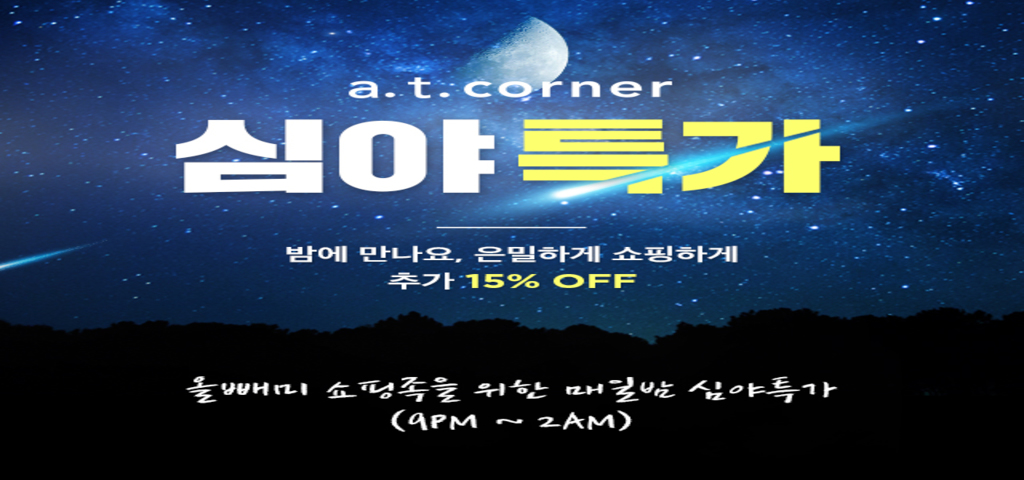 a.t.corner
심야특가
밤에 만나요, 은밀하게 쇼핑하게
추가 15% OFF
올빼미 쇼핑족을 위한 매일밤 심야특가
(9PM ~ 2AM)